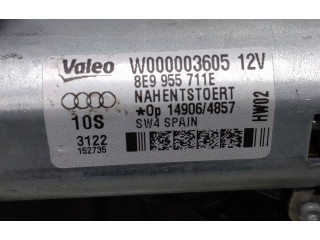 Valeo W000003605 12V
8E9 955 711E
NAHENTSTOERT
10S ★Op 14906/4857
3122 SW4 SPAIN
152735
HW02